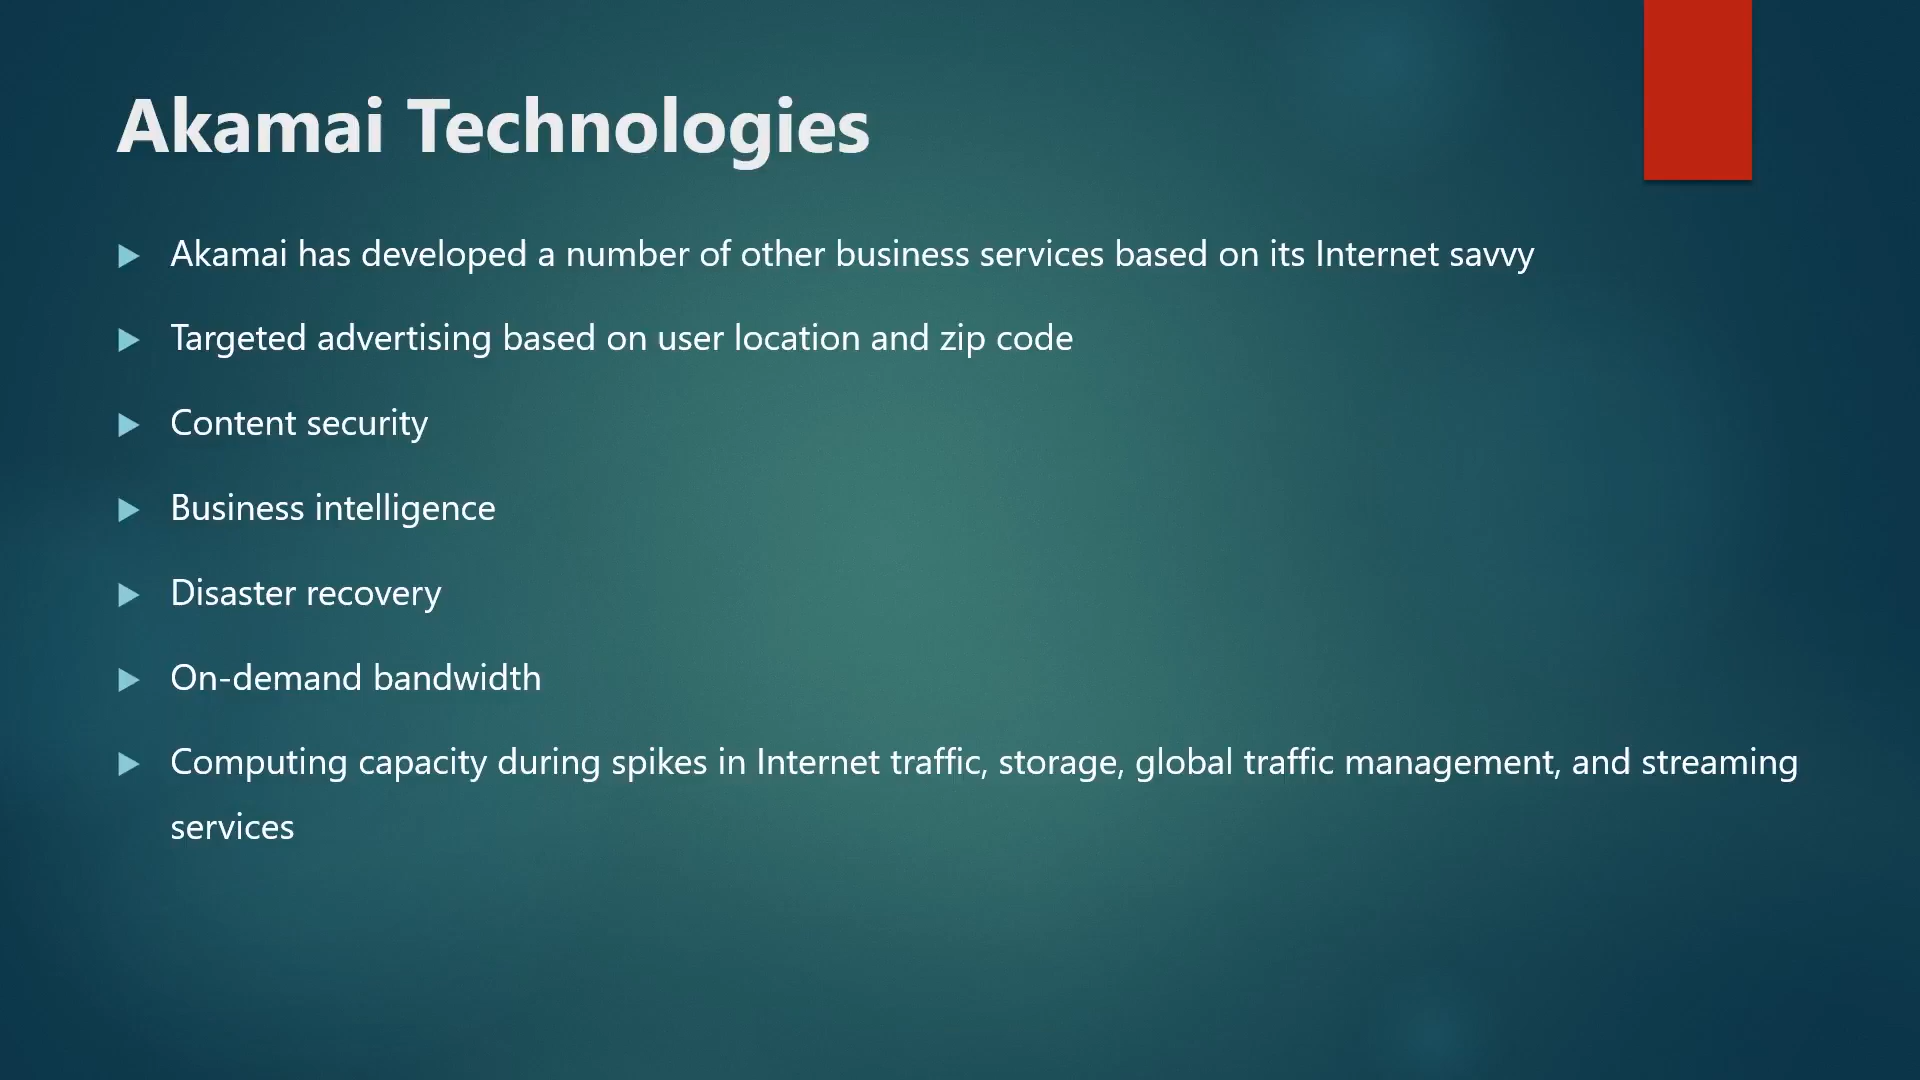 Akamai Technologies
Akamai has developed a number of other business services based on its Internet savvy
Targeted advertising based on user location and zip code
Content security
Business intelligence
Disaster recovery
On-demand bandwidth
Computing capacity during spikes in Internet traffic, storage, global traffic management, and streaming
services